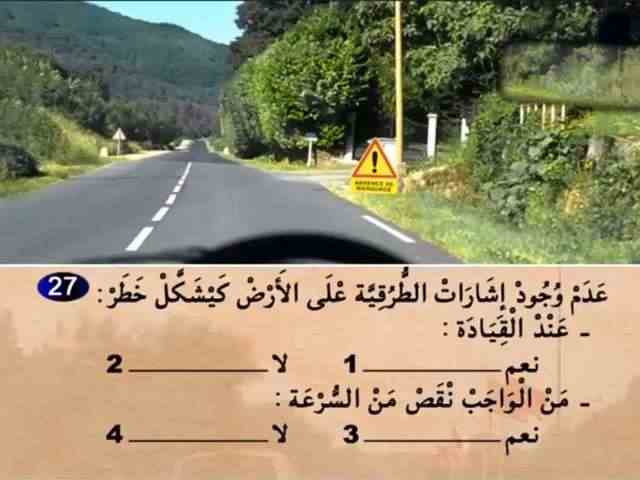 ABSENCE DE
MARQUAGE
27 عَدَمْ وُجُودْ إِشَارَاتْ الطُّرُقِيَّة عْلَى الأَرْضْ كَيْشَكَّلْ خَطَرْ :
- عَنْدْ الْقِيَادَة :
نعم 1 لا 2
- مَنْ الْوَاجَبْ نْقَصْ مَنْ السُّرْعَة :
نعم 3 لا 4